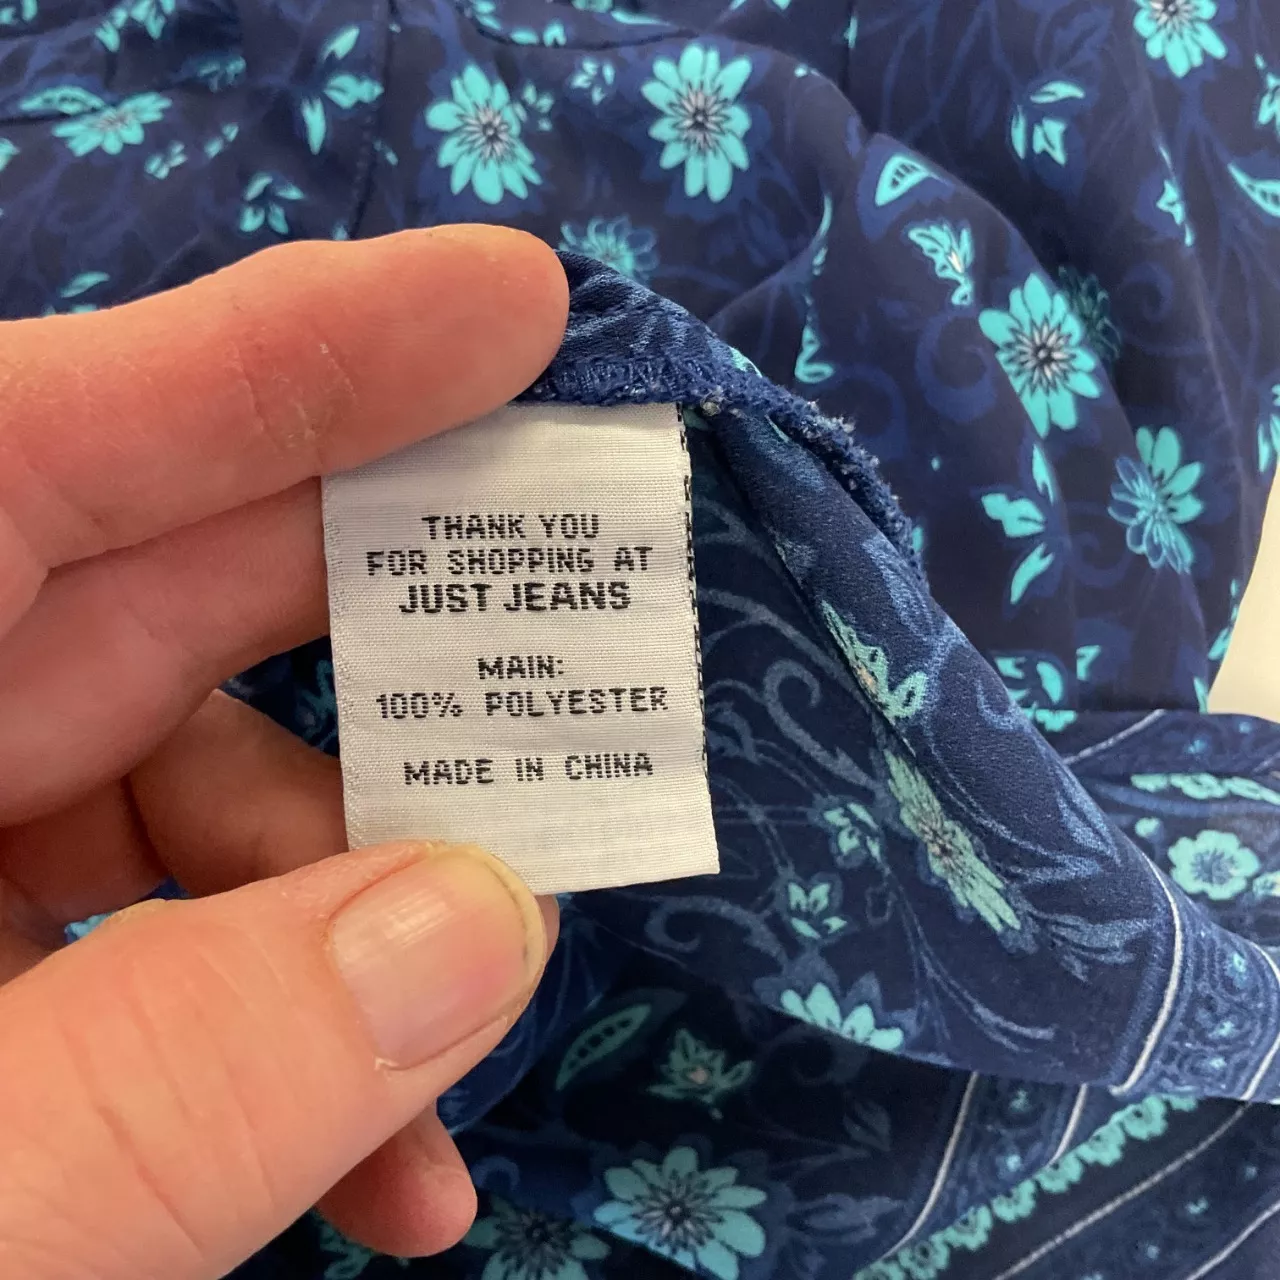 THANK YOU
FOR SHOPPING AT
JUST JEANS
MAIN:
100% POLYESTER
MADE IN CHINA